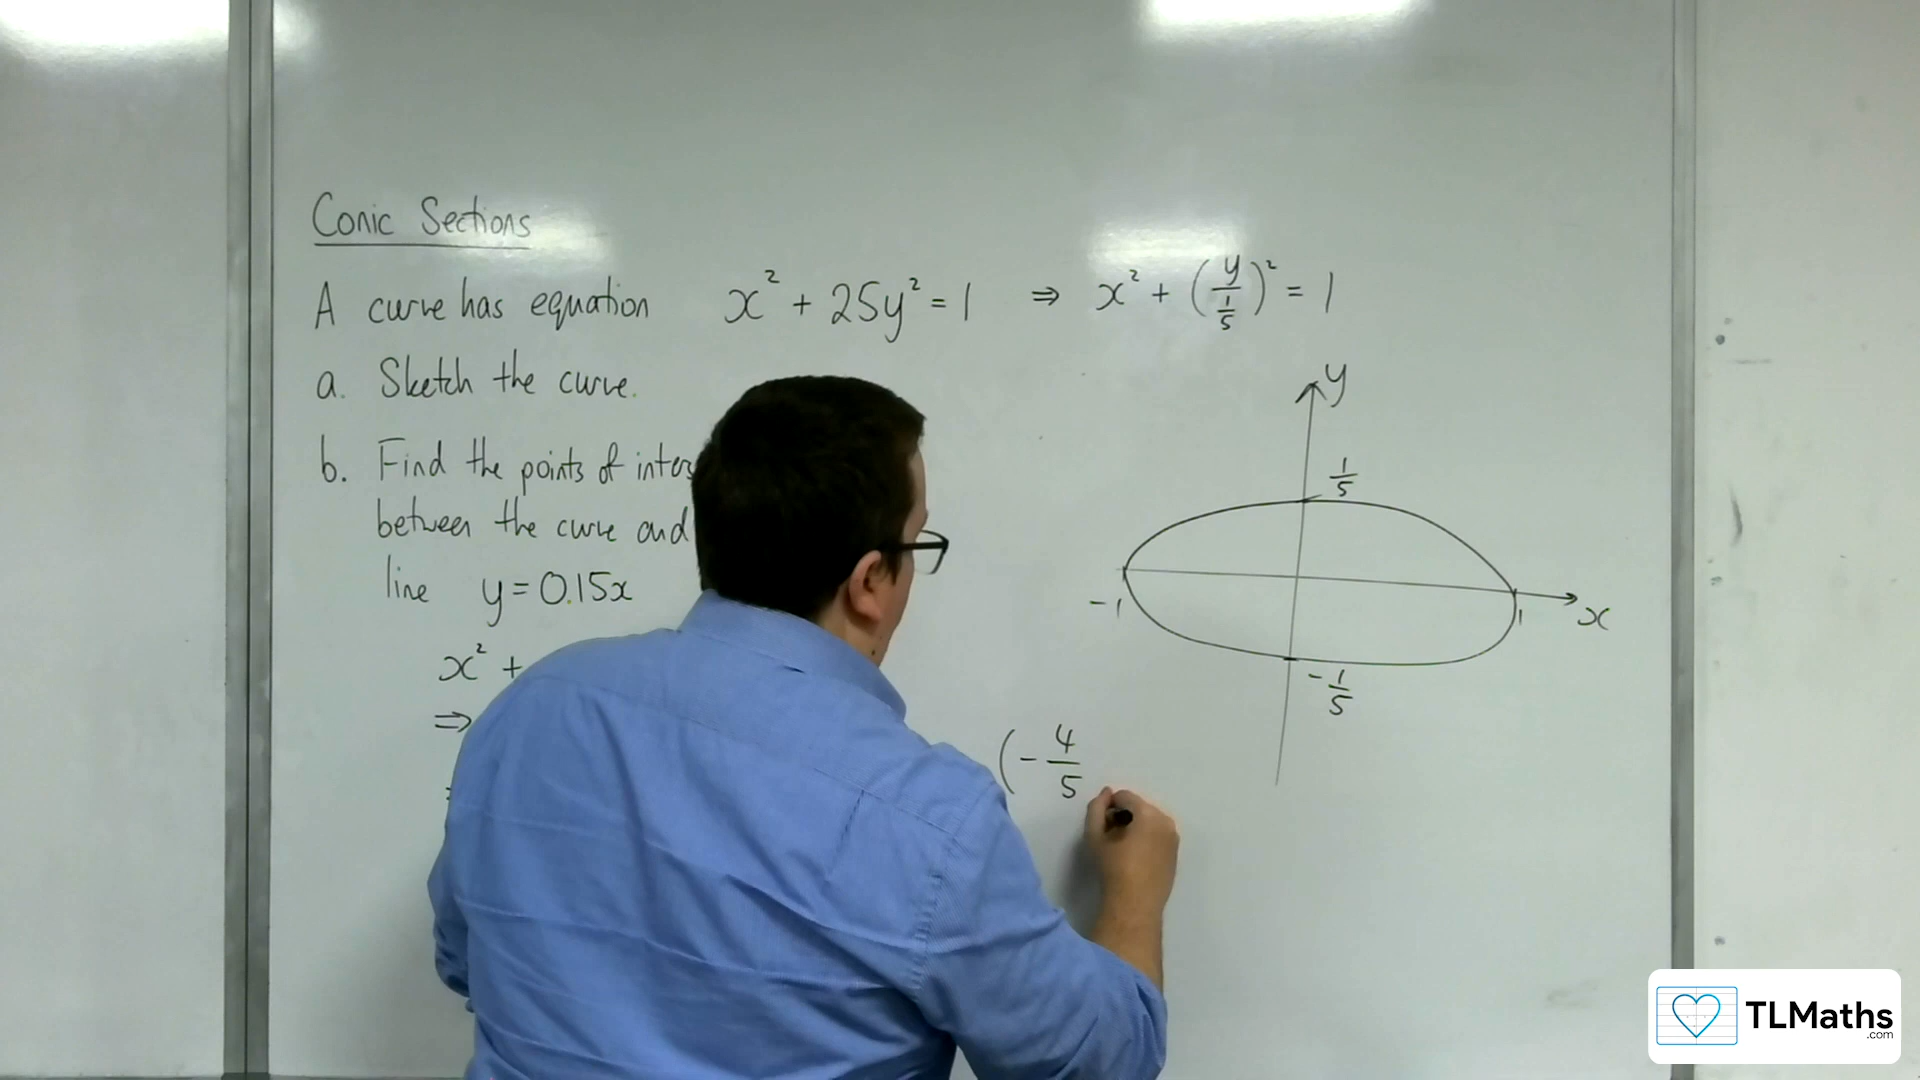 Conic Sections
A curve has equation x² + 25y² = 1 ⇒ x² + (y/(1/5))² = 1
a. Sketch the curve.
b. Find the points of
between the curve and
line y = 0.15x
x² +
⇒
(-4/5
y
1/5
-1
1
x
-1/5
TLMaths
.com